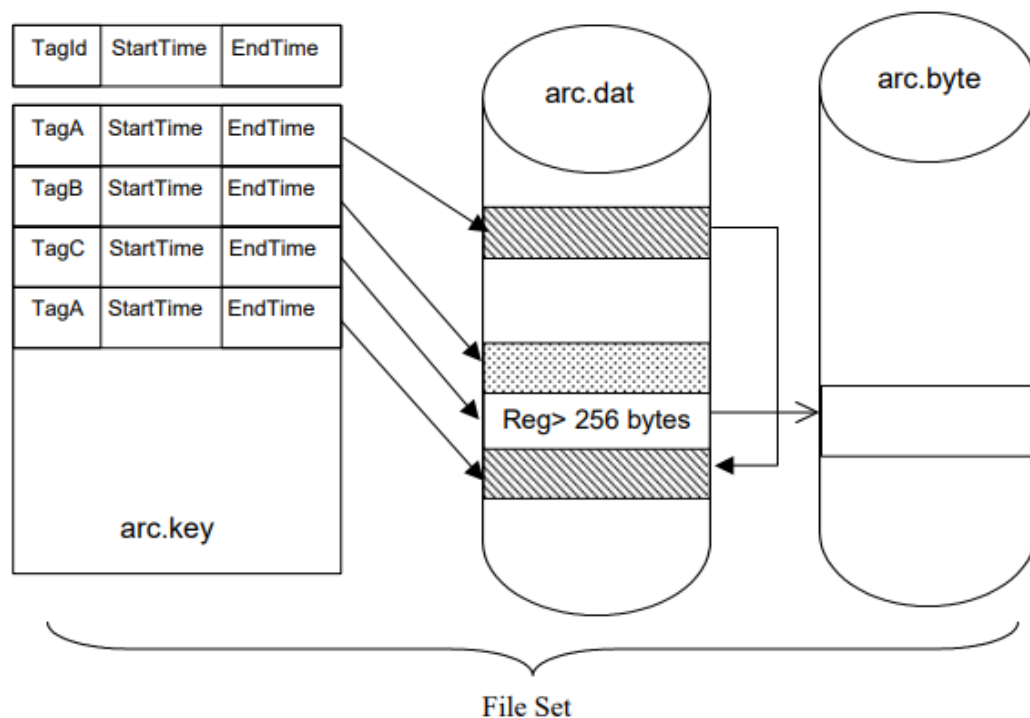 TagId StartTime EndTime
TagA StartTime EndTime
TagB StartTime EndTime
TagC StartTime EndTime
TagA StartTime EndTime
arc.key
arc.dat
Reg> 256 bytes
arc.byte
File Set